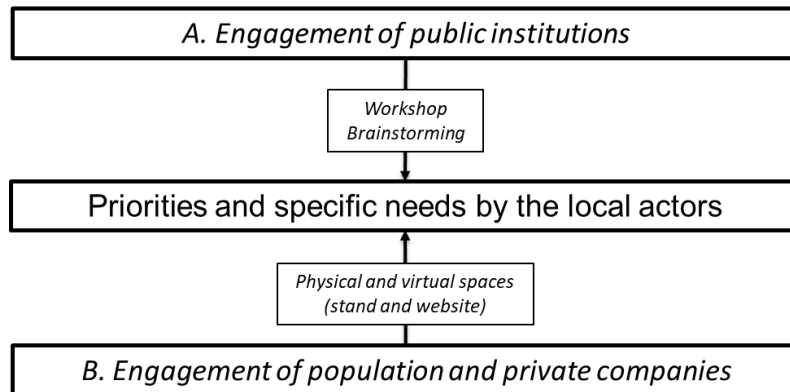 A. Engagement of public institutions
Workshop
Brainstorming
Priorities and specific needs by the local actors
Physical and virtual spaces
(stand and website)
B. Engagement of population and private companies